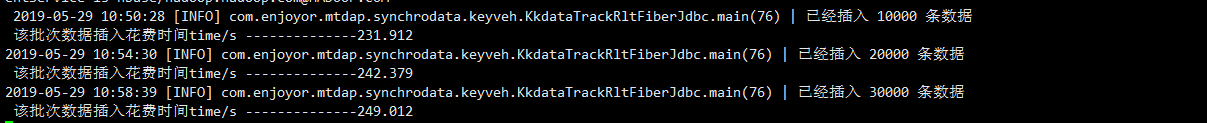 2019-05-29 10:50:28 [INFO] com.enjoyor.mtdap.synchrodata.keyveh.KkdataTrackRltFiberJdbc.main(76) | 已经插入 10000 条数据
该批次数据插入花费时间time/s --------------231.912
2019-05-29 10:54:30 [INFO] com.enjoyor.mtdap.synchrodata.keyveh.KkdataTrackRltFiberJdbc.main(76) | 已经插入 20000 条数据
该批次数据插入花费时间time/s --------------242.379
2019-05-29 10:58:39 [INFO] com.enjoyor.mtdap.synchrodata.keyveh.KkdataTrackRltFiberJdbc.main(76) | 已经插入 30000 条数据
该批次数据插入花费时间time/s --------------249.012